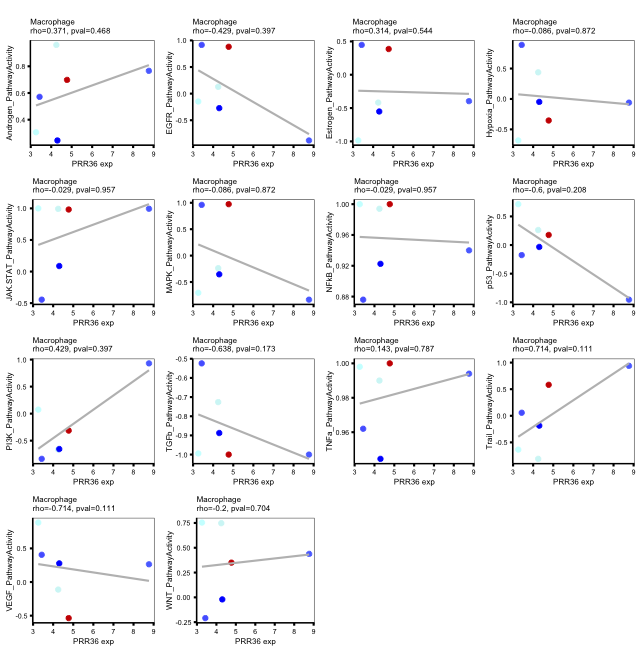 Macrophage
rho=0.371, pval=0.468
Androgen_PathwayActivity
0.8
0.6
0.4
3 4 5 6 7 8 9
PRR36 exp
Macrophage
rho=-0.429, pval=0.397
EGFR_PathwayActivity
1.0
0.5
0.0
-0.5
3 4 5 6 7 8 9
PRR36 exp
Macrophage
rho=0.314, pval=0.544
Estrogen_PathwayActivity
0.5
0.0
-0.5
-1.0
3 4 5 6 7 8 9
PRR36 exp
Macrophage
rho=-0.086, pval=0.872
Hypoxia_PathwayActivity
0.5
0.0
-0.5
3 4 5 6 7 8 9
PRR36 exp
Macrophage
rho=-0.029, pval=0.957
JAK-STAT_PathwayActivity
1.0
0.5
0.0
-0.5
3 4 5 6 7 8 9
PRR36 exp
Macrophage
rho=-0.086, pval=0.872
MAPK_PathwayActivity
1.0
0.5
0.0
-0.5
3 4 5 6 7 8 9
PRR36 exp
Macrophage
rho=-0.029, pval=0.957
NFkB_PathwayActivity
1.00
0.96
0.92
0.88
3 4 5 6 7 8 9
PRR36 exp
Macrophage
rho=-0.6, pval=0.208
p53_PathwayActivity
0.5
0.0
-0.5
-1.0
3 4 5 6 7 8 9
PRR36 exp
Macrophage
rho=0.429, pval=0.397
PI3K_PathwayActivity
1.0
0.5
0.0
-0.5
3 4 5 6 7 8 9
PRR36 exp
Macrophage
rho=-0.638, pval=0.173
TGFb_PathwayActivity
-0.5
-0.6
-0.7
-0.8
-0.9
-1.0
3 4 5 6 7 8 9
PRR36 exp
Macrophage
rho=0.143, pval=0.787
TNFa_PathwayActivity
1.00
0.98
0.96
3 4 5 6 7 8 9
PRR36 exp
Macrophage
rho=0.714, pval=0.111
Trail_PathwayActivity
1.0
0.5
0.0
-0.5
3 4 5 6 7 8 9
PRR36 exp
Macrophage
rho=-0.714, pval=0.111
VEGF_PathwayActivity
0.5
0.0
-0.5
3 4 5 6 7 8 9
PRR36 exp
Macrophage
rho=-0.2, pval=0.704
WNT_PathwayActivity
0.75
0.50
0.25
0.00
-0.25
3 4 5 6 7 8 9
PRR36 exp